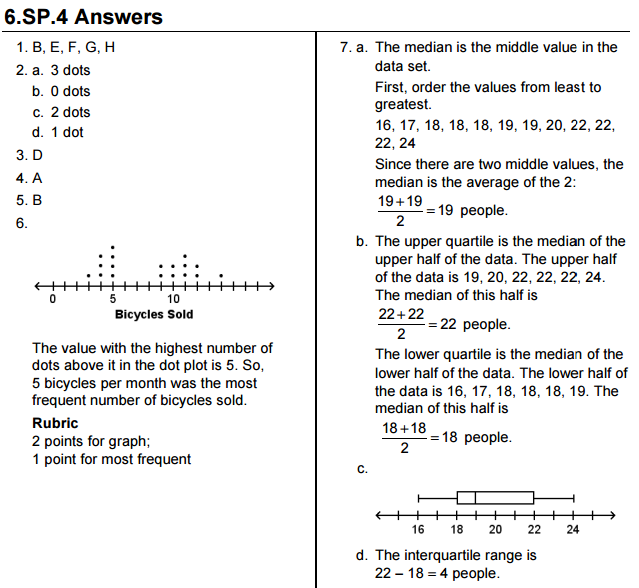 6.SP.4 Answers
1. B, E, F, G, H
2. a. 3 dots
b. 0 dots
c. 2 dots
d. 1 dot
3. D
4. A
5. B
6.
0 5 10
Bicycles Sold
The value with the highest number of
dots above it in the dot plot is 5. So,
5 bicycles per month was the most
frequent number of bicycles sold.
Rubric
2 points for graph;
1 point for most frequent
7. a. The median is the middle value in the
data set.
First, order the values from least to
greatest.
16, 17, 18, 18, 18, 19, 19, 20, 22, 22,
22, 24
Since there are two middle values, the
median is the average of the 2:
19+19
2
=19 people.
b. The upper quartile is the median of the
upper half of the data. The upper half
of the data is 19, 20, 22, 22, 22, 24.
The median of this half is
22+22
2
= 22 people.
The lower quartile is the median of the
lower half of the data. The lower half of
the data is 16, 17, 18, 18, 18, 19. The
median of this half is
18+18
2
=18 people.
c.
16 18 20 22 24
d. The interquartile range is
22 – 18 = 4 people.